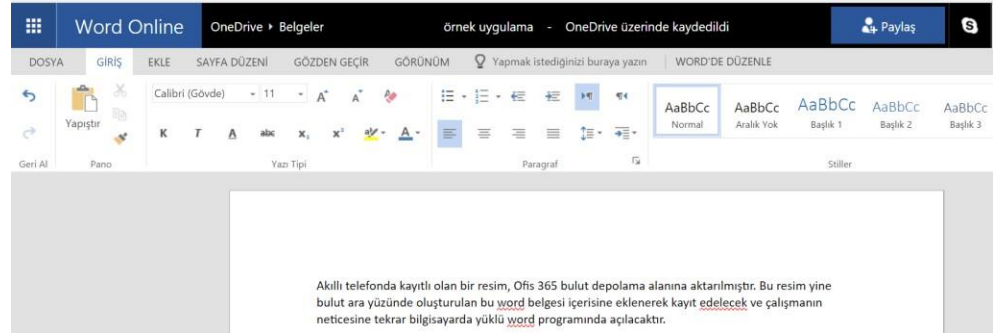 Word Online OneDrive ▸ Belgeler örnek uygulama - OneDrive üzerinde kaydedildi Paylaş
DOSYA GİRİŞ EKLE SAYFA DÜZENİ GÖZDEN GEÇİR GÖRÜNÜM Yapmak istediğinizi buraya yazın WORD'DE DÜZENLE
Calibri (Gövde) 11 A A
Yapıştır
K T A abc x₂ x² aby A
AaBbCc AaBbCc AaBbCc AaBbCc AaBbCc
Normal Aralık Yok Başlık 1 Başlık 2 Başlık 3
Geri Al Pano Yazı Tipi Paragraf Stiller
Akıllı telefonda kayıtlı olan bir resim, Ofis 365 bulut depolama alanına aktarılmıştır. Bu resim yine
bulut ara yüzünde oluşturulan bu word belgesi içerisine eklenerek kayıt edelecek ve çalışmanın
neticesine tekrar bilgisayarda yüklü word programında açılacaktır.